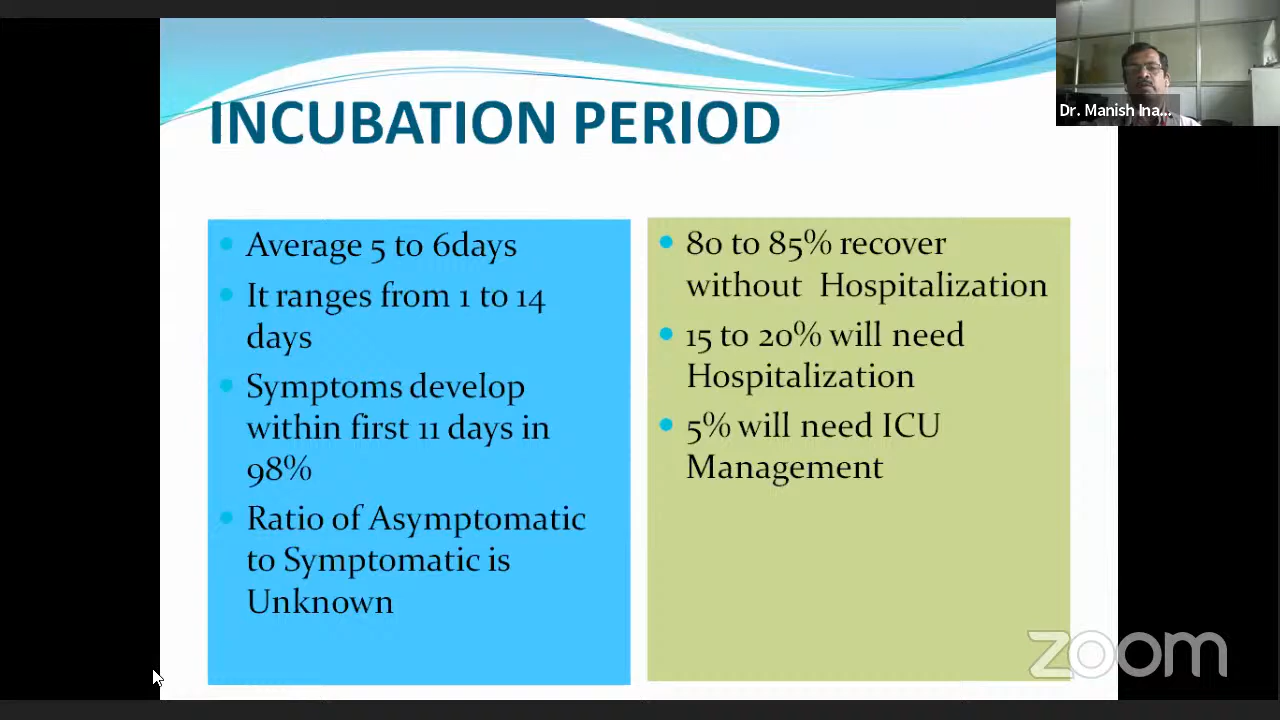 Dr. Manish Ina...
INCUBATION PERIOD
Average 5 to 6days
It ranges from 1 to 14
days
Symptoms develop
within first 11 days in
98%
Ratio of Asymptomatic
to Symptomatic is
Unknown
80 to 85% recover
without Hospitalization
15 to 20% will need
Hospitalization
5% will need ICU
Management
zoom